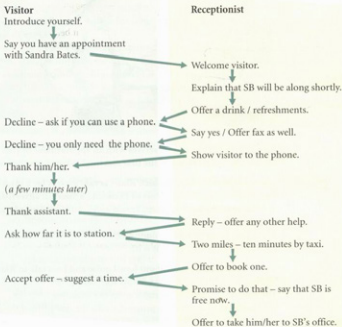 Visitor
Receptionist
Introduce yourself.
Say you have an appointment
with Sandra Bates.
Welcome visitor.
Explain that SB will be along shortly.
Offer a drink / refreshments.
Decline – ask if you can use a phone.
Say yes / Offer fax as well.
Decline – you only need the phone.
Show visitor to the phone.
Thank him/her.
(a few minutes later)
Thank assistant.
Reply – offer any other help.
Ask how far it is to station.
Two miles – ten minutes by taxi.
Offer to book one.
Accept offer – suggest a time.
Promise to do that – say that SB is
free now.
Offer to take him/her to SB's office.